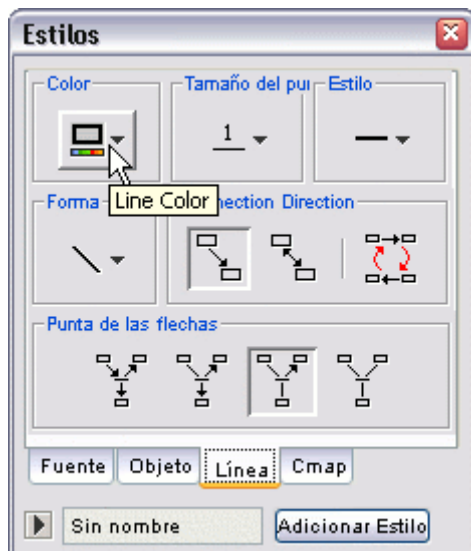 Estilos
Color
Tamaño del pu
Estilo
1
Forma
Line Color
nection Direction
Punta de las flechas
Fuente
Objeto
Línea
Cmap
Sin nombre
Adicionar Estilo